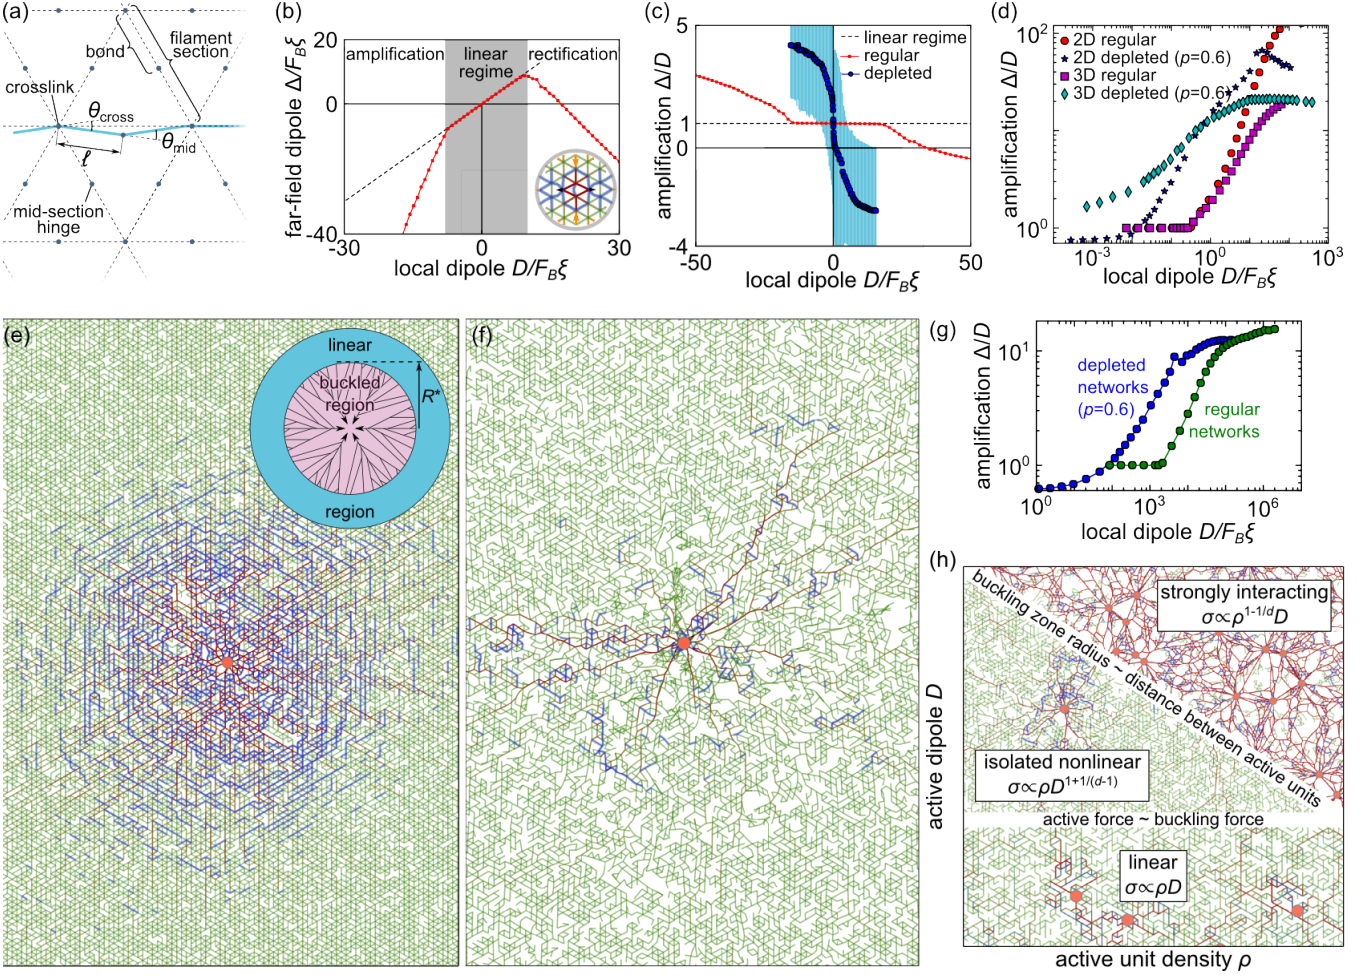 (a)
bond
filament
section
crosslink
θcross
θmid
ℓ
mid-section
hinge
(b)
20
amplification
linear
regime
rectification
far-field dipole Δ/FBξ
0
-40
-30
0
30
local dipole D/FBξ
(c)
5
linear regime
regular
depleted
amplification Δ/D
1
0
-4
-50
0
50
local dipole D/FBξ
(d)
10²
2D regular
2D depleted (p=0.6)
3D regular
3D depleted (p=0.6)
amplification Δ/D
10¹
10⁰
10⁻³
10⁰
10³
local dipole D/FBξ
(e)
linear
buckled
region
R*
region
(f)
(g)
amplification Δ/D
10¹
10⁰
depleted
networks
(p=0.6)
regular
networks
10⁰
10³
10⁶
local dipole D/FBξ
(h)
active dipole D
buckling zone radius ~ distance between active units
strongly interacting
σ∝ρ1-1/dD
isolated nonlinear
σ∝ρD1+1/(d-1)
active force ~ buckling force
linear
σ∝ρD
active unit density ρ